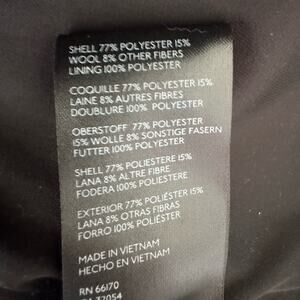 SHELL 77% POLYESTER 15%
WOOL 8% OTHER FIBERS
LINING 100% POLYESTER
COQUILLE 77% POLYESTER 15%
LAINE 8% AUTRES FIBRES
DOUBLURE 100% POLYESTER
OBERSTOFF 77% POLYESTER
15% WOLLE 8% SONSTIGE FASERN
FUTTER 100% POLYESTER
SHELL 77% POLIESTERE 15%
LANA 8% ALTRE FIBRE
FODERA 100% POLIESTERE
EXTERIOR 77% POLIÉSTER 15%
LANA 8% OTRAS FIBRAS
FORRO 100% POLIÉSTER
MADE IN VIETNAM
HECHO EN VIETNAM
RN 66170
37054